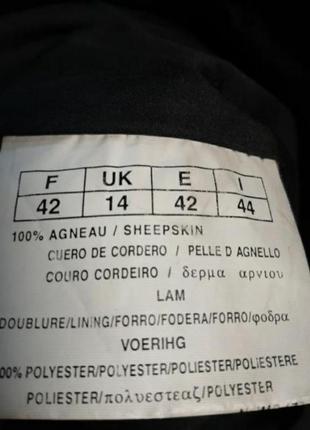 F UK E I
42 14 42 44
100% AGNEAU / SHEEPSKIN
CUERO DE CORDERO / PELLE D AGNELLO
COURO CORDEIRO / δερμα αρνιου
LAM
DOUBLURE/LINING/FORRO/FODERA/FORRO/φοδρα
VOERIHG
00% POLYESTER/POLYESTER/POLIESTER/POLIESTERE
POLIESTER/πολυεστεαζ/POLYESTER